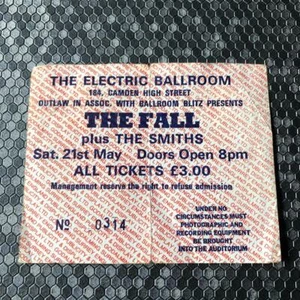 THE ELECTRIC BALLROOM
184, CAMDEN HIGH STREET
OUTLAW IN ASSOC. WITH BALLROOM BLITZ PRESENTS
THE FALL
plus THE SMITHS
Sat. 21st May Doors Open 8pm
ALL TICKETS £3.00
Management reserve the right to refuse admission
UNDER NO
CIRCUMSTANCES MUST
PHOTOGRAPHIC AND
RECORDING EQUIPMENT
BE BROUGHT
INTO THE AUDITORIUM
Nº 0314